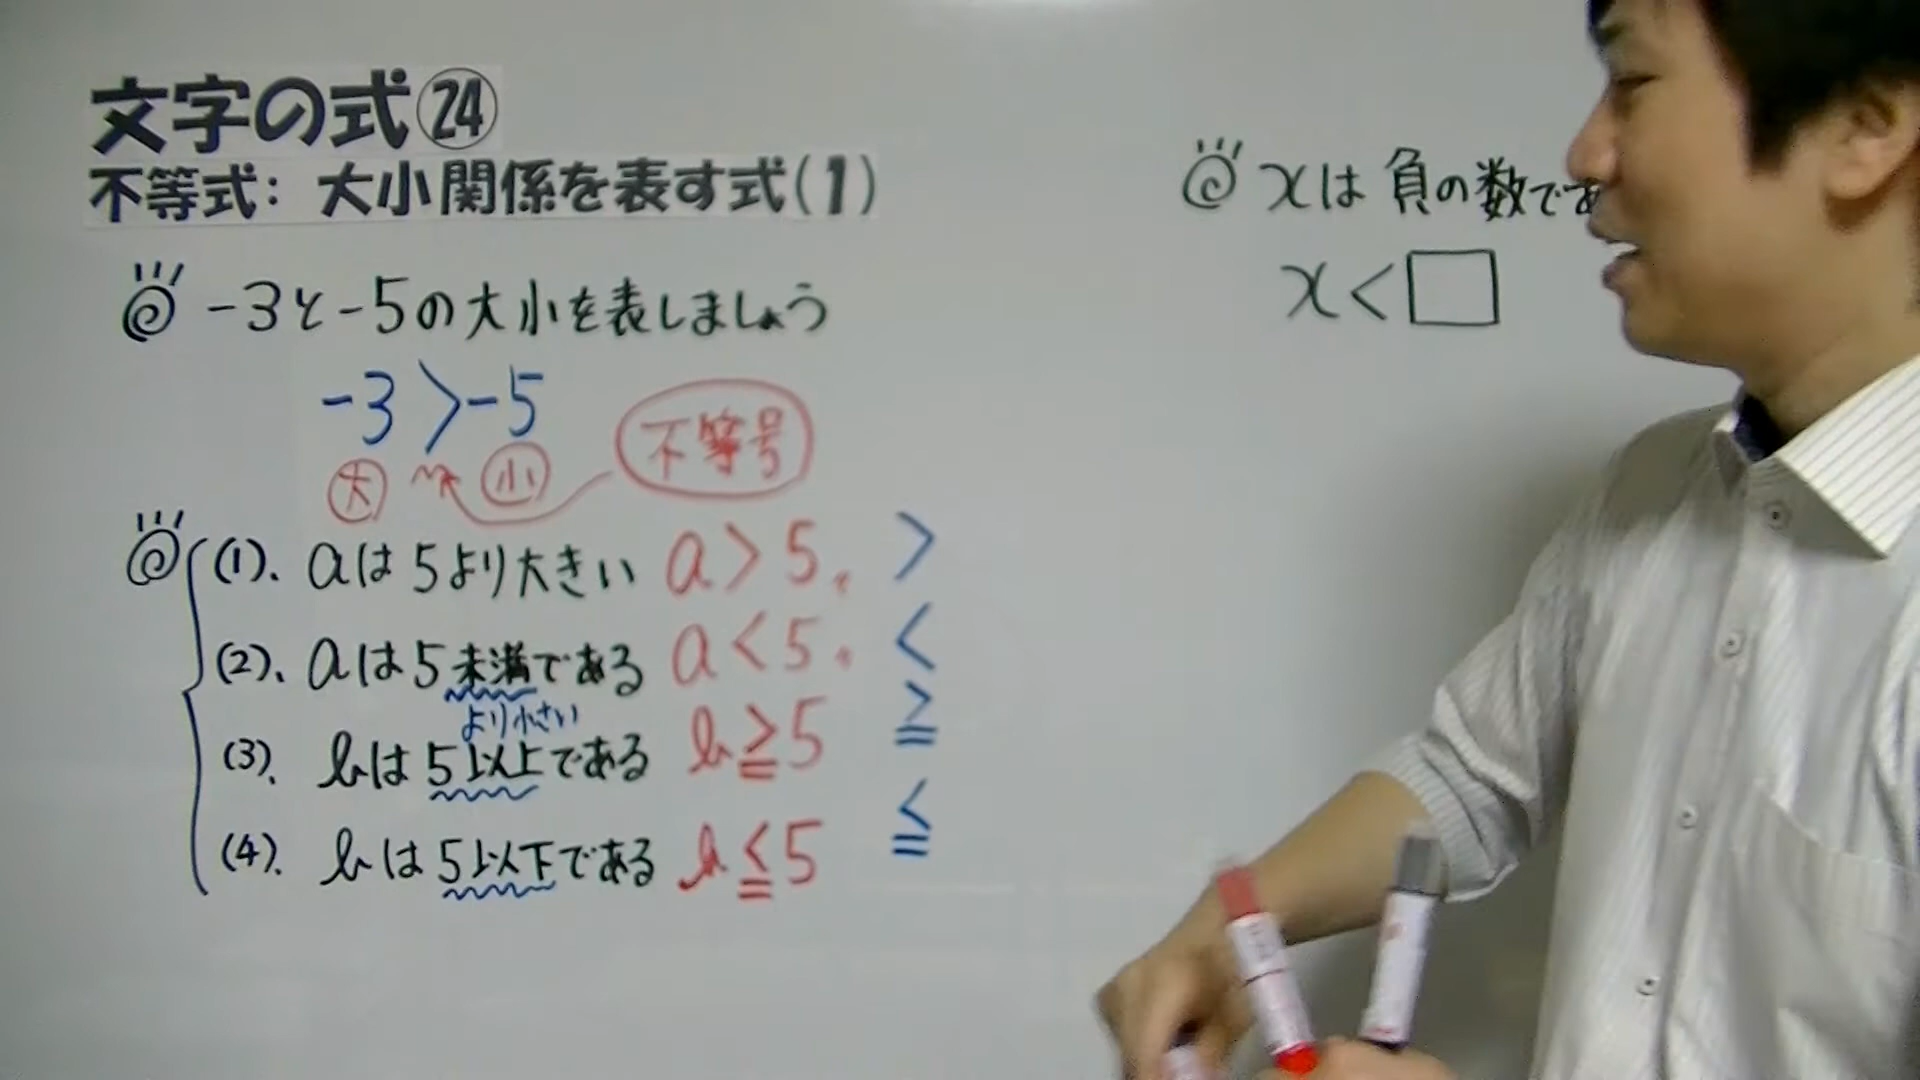 文字の式㉔
不等式：大小関係を表す式(1)
-3と-5の大小を表しましょう
-3 > -5
大 小 不等号
(1). aは5より大きい a > 5. >
(2). aは5未満である a < 5. <
より小さい
(3). bは5以上である b ≧ 5 ≧
(4). bは5以下である b ≦ 5 ≦
xは負の数であ
x < □